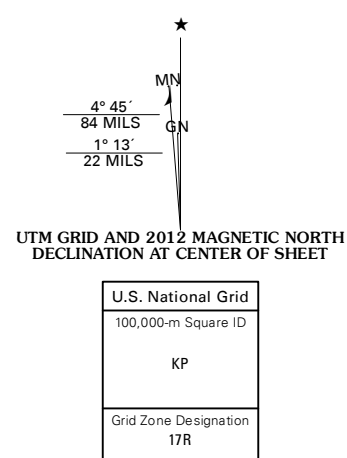 ★
MN
4° 45´
84 MILS
GN
1° 13´
22 MILS
UTM GRID AND 2012 MAGNETIC NORTH
DECLINATION AT CENTER OF SHEET
U.S. National Grid
100,000-m Square ID
KP
Grid Zone Designation
17R